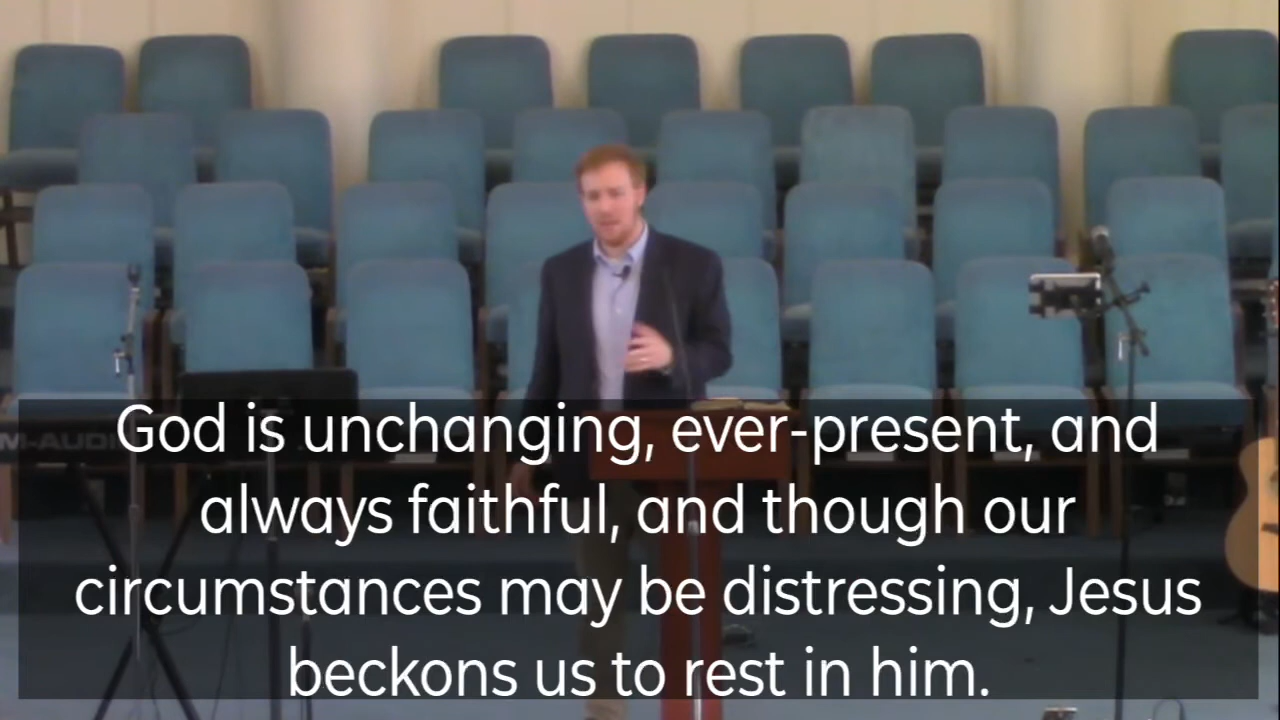 God is unchanging, ever-present, and
always faithful, and though our
circumstances may be distressing, Jesus
beckons us to rest in him.
M-AUDIO